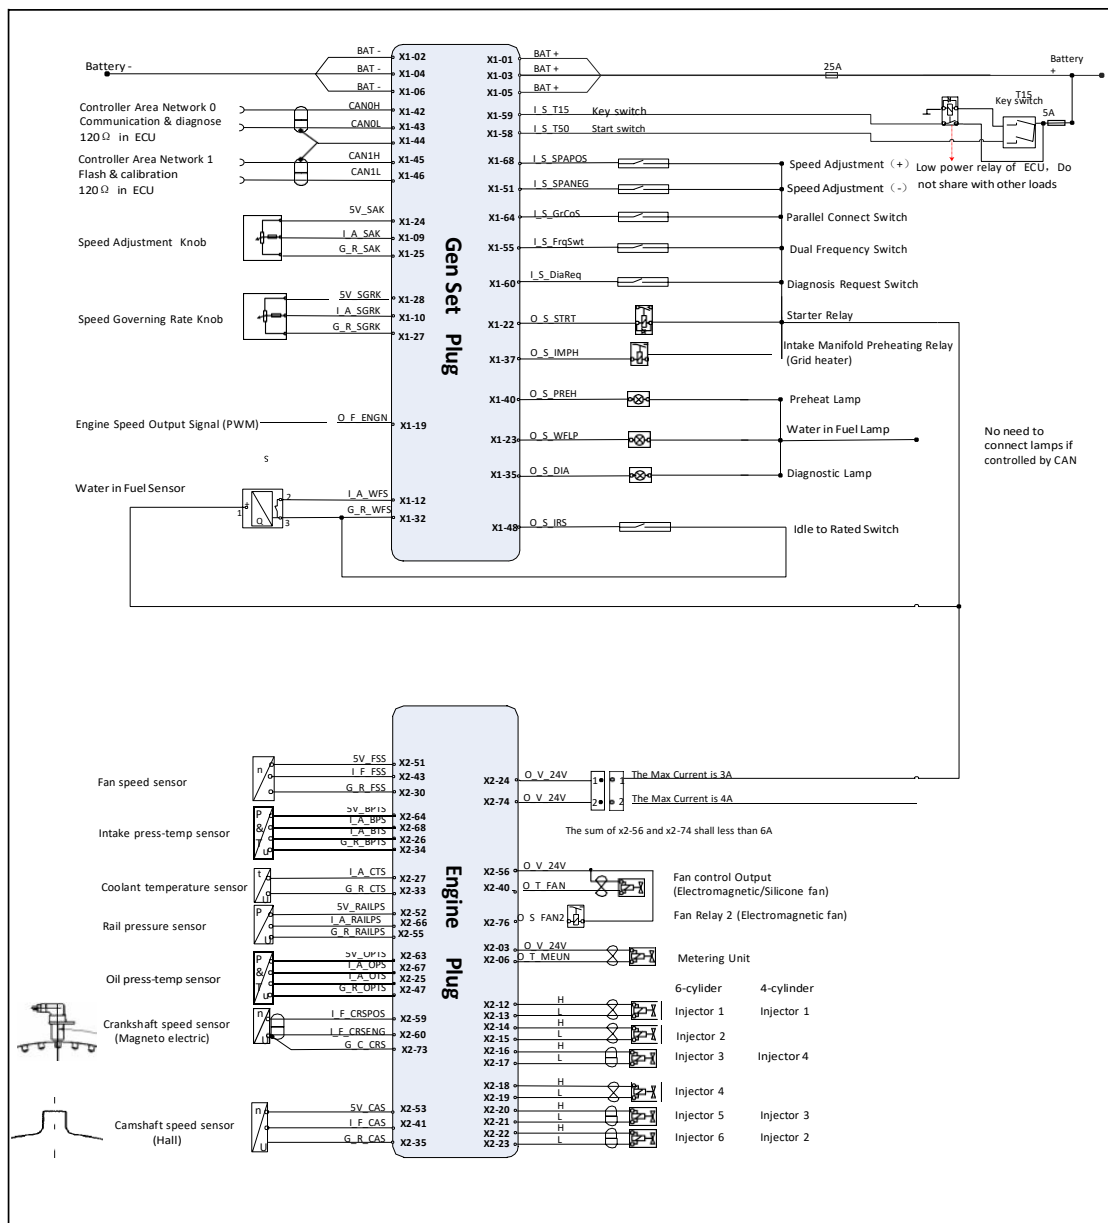 Battery -
BAT -
BAT -
BAT -
X1-02
X1-04
X1-06
Controller Area Network 0
Communication & diagnose
120Ω in ECU
CAN0H
CAN0L
X1-42
X1-43
X1-44
Controller Area Network 1
Flash & calibration
120Ω in ECU
CAN1H
CAN1L
X1-45
X1-46
Speed Adjustment Knob
5V_SAK
I_A_SAK
G_R_SAK
X1-24
X1-09
X1-25
Speed Governing Rate Knob
5V_SGRK
I_A_SGRK
G_R_SGRK
X1-28
X1-10
X1-27
Engine Speed Output Signal (PWM)
O_F_ENGN
X1-19
S
Water in Fuel Sensor
1
+
Q
2
3
I_A_WFS
G_R_WFS
X1-12
X1-32
Gen Set Plug
X1-01
X1-03
X1-05
BAT +
BAT +
BAT +
25A
Battery
+
X1-59
X1-58
I_S_T15
Key switch
I_S_T50
Start switch
T15
Key switch
5A
Low power relay of ECU，Do
not share with other loads
X1-68
I_S_SPAPOS
Speed Adjustment（+）
X1-51
I_S_SPANEG
Speed Adjustment（-）
X1-64
I_S_GrCoS
Parallel Connect Switch
X1-55
I_S_FrqSwt
Dual Frequency Switch
X1-60
I_S_DiaReq
Diagnosis Request Switch
X1-22
O_S_STRT
Starter Relay
X1-37
O_S_IMPH
Intake Manifold Preheating Relay
(Grid heater)
X1-40
O_S_PREH
Preheat Lamp
X1-23
O_S_WFLP
Water in Fuel Lamp
X1-35
O_S_DIA
Diagnostic Lamp
No need to
connect lamps if
controlled by CAN
X1-48
O_S_IRS
Idle to Rated Switch
Fan speed sensor
n
5V_FSS
I_F_FSS
G_R_FSS
X2-51
X2-43
X2-30
Intake press-temp sensor
P
&
T
U
5V_BPTS
I_A_BPS
I_A_BTS
G_R_BPTS
X2-64
X2-68
X2-26
X2-34
Coolant temperature sensor
t
U
I_A_CTS
G_R_CTS
X2-27
X2-33
Rail pressure sensor
P
U
5V_RAILPS
I_A_RAILPS
G_R_RAILPS
X2-52
X2-66
X2-55
Oil press-temp sensor
P
&
T
U
5V_OPTS
I_A_OPS
I_A_OTS
G_R_OPTS
X2-63
X2-67
X2-25
X2-47
Crankshaft speed sensor
(Magneto electric)
n
U
I_F_CRSPOS
I_F_CRSENG
G_C_CRS
X2-59
X2-60
X2-73
Camshaft speed sensor
(Hall)
n
U
5V_CAS
I_F_CAS
G_R_CAS
X2-53
X2-41
X2-35
Engine Plug
X2-24
X2-74
O_V_24V
O_V_24V
1
2
1
2
The Max Current is 3A
The Max Current is 4A
The sum of x2-56 and x2-74 shall less than 6A
X2-56
X2-40
O_V_24V
O_T_FAN
Fan control Output
(Electromagnetic/Silicone fan)
X2-76
O_S_FAN2
Fan Relay 2 (Electromagnetic fan)
X2-03
X2-06
O_V_24V
O_T_MEUN
Metering Unit
6-cylider
4-cylinder
X2-12
X2-13
H
L
Injector 1
Injector 1
X2-14
X2-15
H
L
Injector 2
X2-16
X2-17
H
L
Injector 3
Injector 4
X2-18
X2-19
H
L
Injector 4
X2-20
X2-21
H
L
Injector 5
Injector 3
X2-22
X2-23
H
L
Injector 6
Injector 2